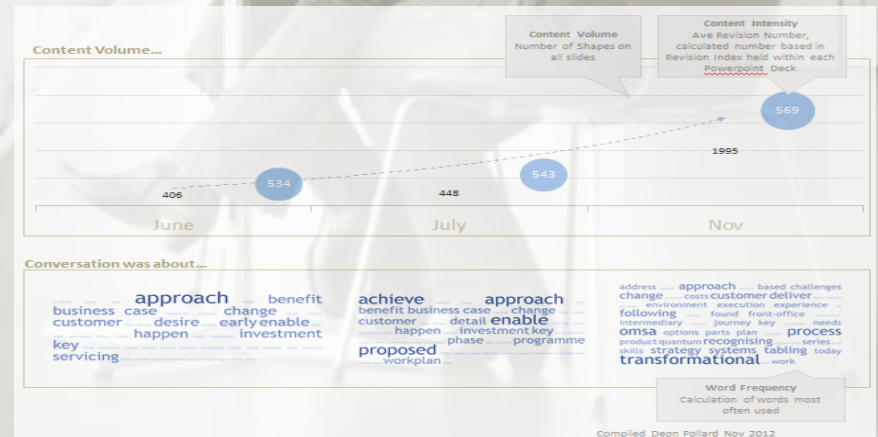 Content Volume...
Content Volume
Number of Shapes on
all slides
Content Intensity
Ave Revision Number,
calculated number based in
Revision Index held within each
Powerpoint Deck
569
1995
543
534
448
406
June
July
Nov
Conversation was about...
approach benefit
business case change
customer desire early enable
happen investment
key
servicing
achieve approach
benefit business case change
customer detail enable
happen investment key
phase programme
proposed
workplan
address approach based challenges
change costs customer deliver
environment execution experience
following found front-office
intermediary journey key needs
omsa options parts plan process
product quantum recognising series
skills strategy systems tabling today
transformational work
Word Frequency
Calculation of words most
often used
Compiled Deon Pollard Nov 2012